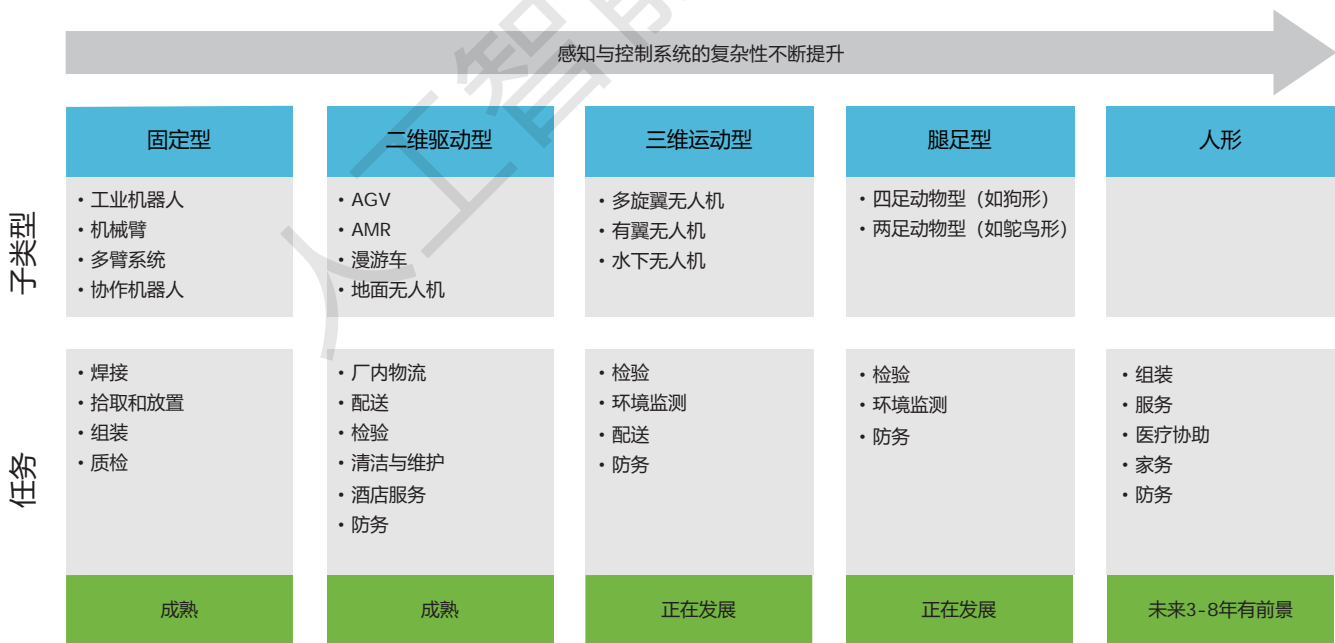 感知与控制系统的复杂性不断提升
固定型
二维驱动型
三维运动型
腿足型
人形
子类型
•工业机器人
•机械臂
•多臂系统
•协作机器人
•AGV
•AMR
•漫游车
•地面无人机
•多旋翼无人机
•有翼无人机
•水下无人机
•四足动物型（如狗形）
•两足动物型（如鸵鸟形）
任务
•焊接
•拾取和放置
•组装
•质检
•厂内物流
•配送
•检验
•清洁与维护
•酒店服务
•防务
•检验
•环境监测
•配送
•防务
•检验
•环境监测
•防务
•组装
•服务
•医疗协助
•家务
•防务
成熟
成熟
正在发展
正在发展
未来3-8年有前景
人工智能